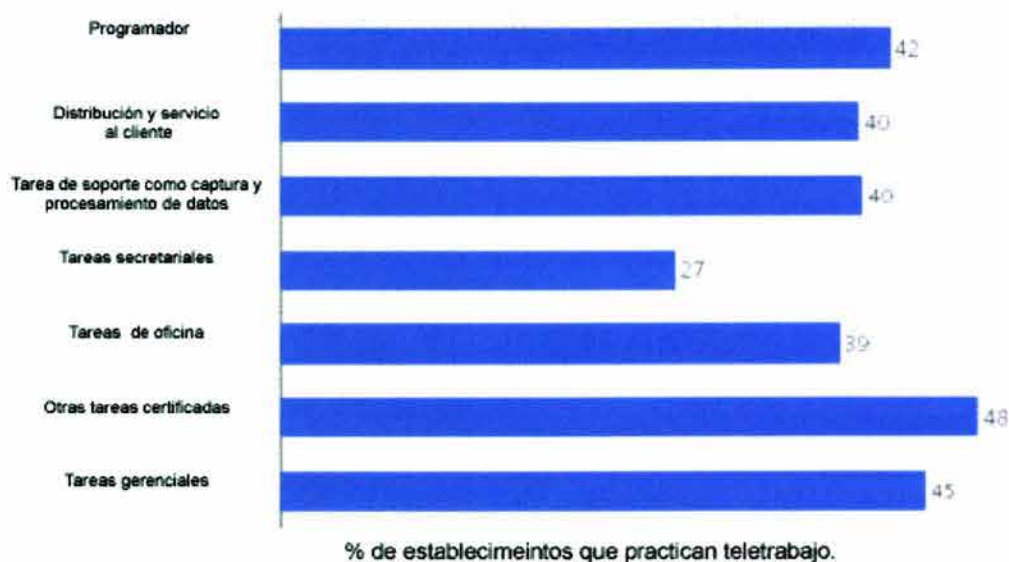 Programador
42
Distribución y servicio
al cliente
40
Tarea de soporte como captura y
procesamiento de datos
40
Tareas secretariales
27
Tareas de oficina
39
Otras tareas certificadas
48
Tareas gerenciales
45
% de establecimeintos que practican teletrabajo.